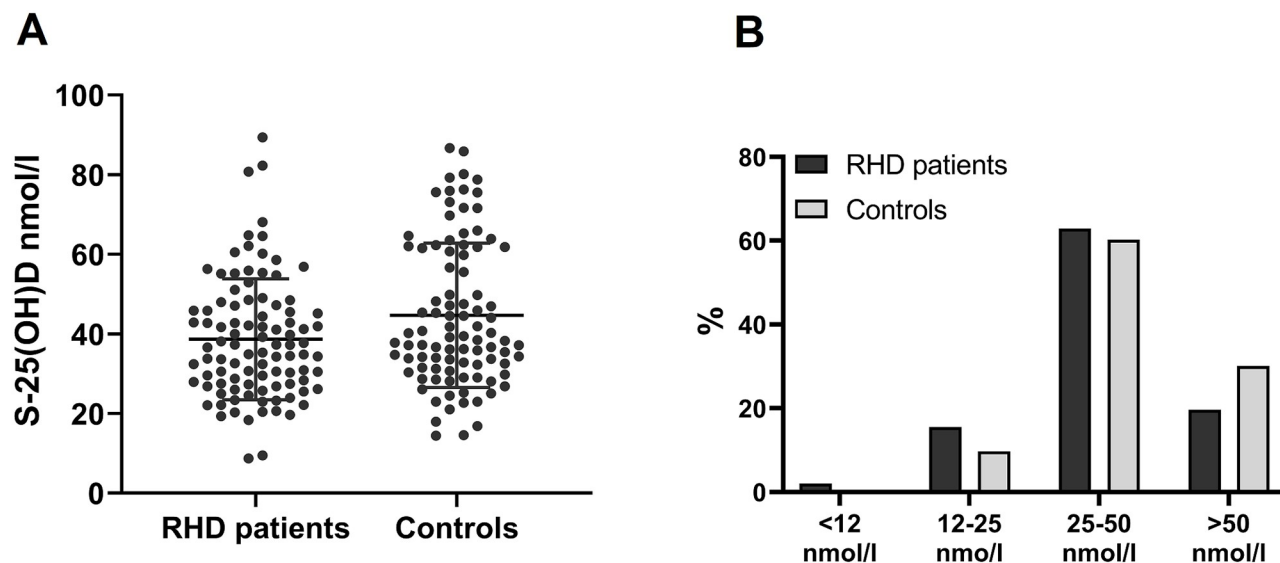 A
S-25(OH)D nmol/l
100
80
60
40
20
0
RHD patients
Controls
B
%
80
60
40
20
0
RHD patients
Controls
<12
nmol/l
12-25
nmo/l
25-50
nmol/l
>50
nmol/l